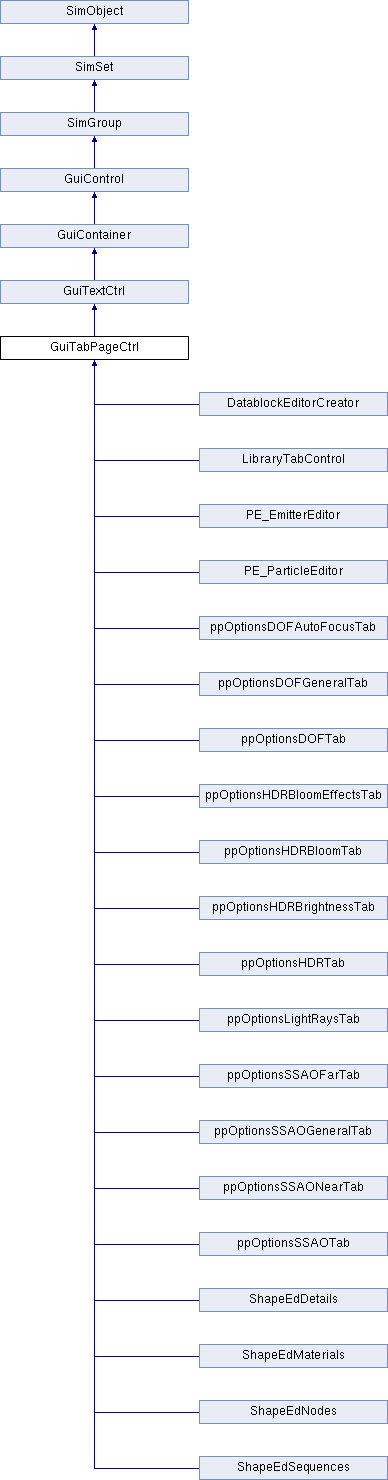 SimObject
SimSet
SimGroup
GuiControl
GuiContainer
GuiTextCtrl
GuiTabPageCtrl
DatablockEditorCreator
LibraryTabControl
PE_EmitterEditor
PE_ParticleEditor
ppOptionsDOFAutoFocusTab
ppOptionsDOFGeneralTab
ppOptionsDOFTab
ppOptionsHDRBloomEffectsTab
ppOptionsHDRBloomTab
ppOptionsHDRBrightnessTab
ppOptionsHDRTab
ppOptionsLightRaysTab
ppOptionsSSAOFarTab
ppOptionsSSAOGeneralTab
ppOptionsSSAONearTab
ppOptionsSSAOTab
ShapeEdDetails
ShapeEdMaterials
ShapeEdNodes
ShapeEdSequences